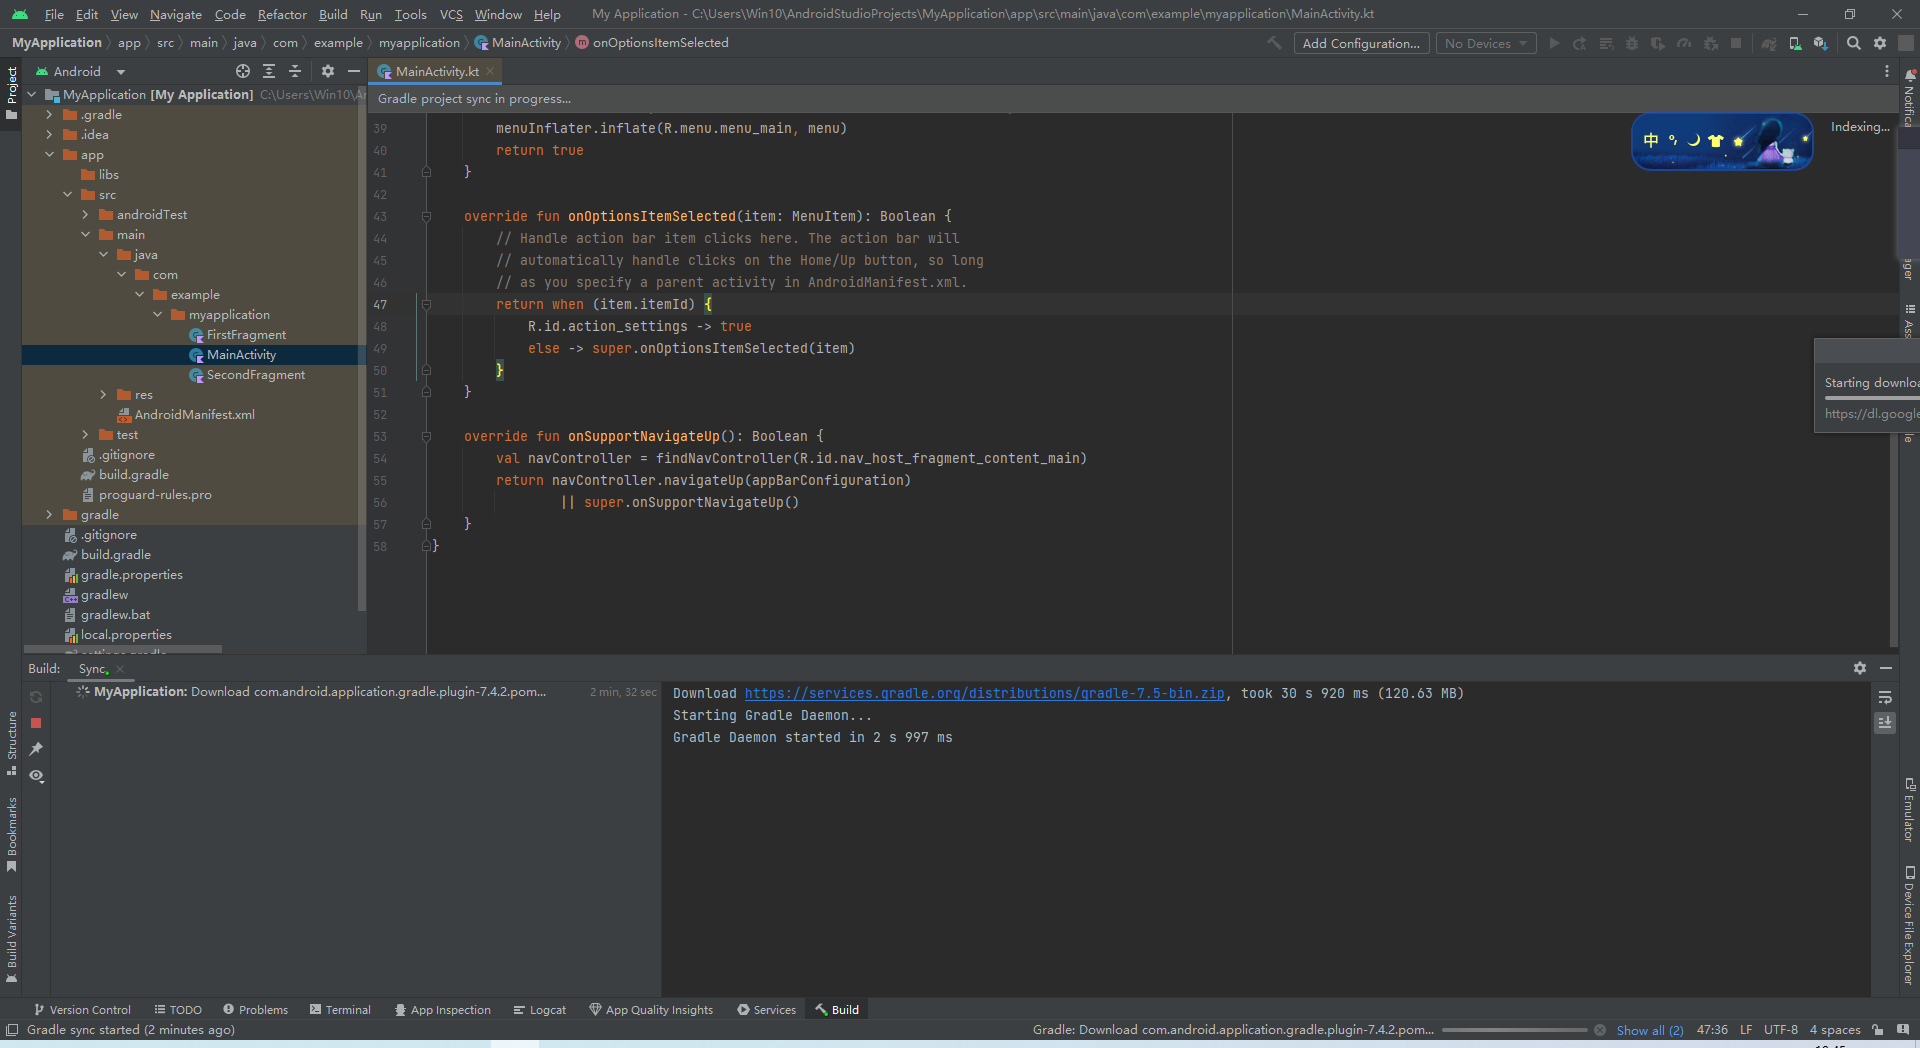 File Edit View Navigate Code Refactor Build Run Tools VCS Window Help My Application - C:\Users\Win10\AndroidStudioProjects\MyApplication\app\src\main\java\com\example\myapplication\MainActivity.kt
MyApplication app src main java com example myapplication MainActivity onOptionsItemSelected Add Configuration... No Devices
Project
Android
MainActivity.kt
MyApplication [My Application] C:\Users\Win10\
.gradle
.idea
app
libs
src
androidTest
main
java
com
example
myapplication
FirstFragment
MainActivity
SecondFragment
res
AndroidManifest.xml
test
.gitignore
build.gradle
proguard-rules.pro
gradle
.gitignore
build.gradle
gradle.properties
gradlew
gradlew.bat
local.properties
settings.gradle
Gradle project sync in progress...
39 menuInflater.inflate(R.menu.menu_main, menu)
40 return true
41 }
42
43 override fun onOptionsItemSelected(item: MenuItem): Boolean {
44 // Handle action bar item clicks here. The action bar will
45 // automatically handle clicks on the Home/Up button, so long
46 // as you specify a parent activity in AndroidManifest.xml.
47 return when (item.itemId) {
48 R.id.action_settings -> true
49 else -> super.onOptionsItemSelected(item)
50 }
51 }
52
53 override fun onSupportNavigateUp(): Boolean {
54 val navController = findNavController(R.id.nav_host_fragment_content_main)
55 return navController.navigateUp(appBarConfiguration)
56 || super.onSupportNavigateUp()
57 }
58 }
中
Indexing...
Starting downloa
https://dl.google
Build: Sync
MyApplication: Download com.android.application.gradle.plugin-7.4.2.pom... 2 min, 32 sec
Download https://services.gradle.org/distributions/gradle-7.5-bin.zip, took 30 s 920 ms (120.63 MB)
Starting Gradle Daemon...
Gradle Daemon started in 2 s 997 ms
Structure
Bookmarks
Build Variants
Notifica
Emulator
Device File Explorer
Version Control TODO Problems Terminal App Inspection Logcat App Quality Insights Services Build
Gradle sync started (2 minutes ago) Gradle: Download com.android.application.gradle.plugin-7.4.2.pom... Show all (2) 47:36 LF UTF-8 4 spaces